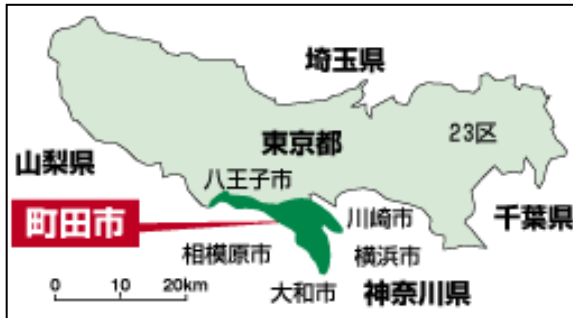 埼玉県
23区
東京都
山梨県
八王子市
町田市
川崎市
千葉県
相模原市
横浜市
0 10 20km
大和市
神奈川県